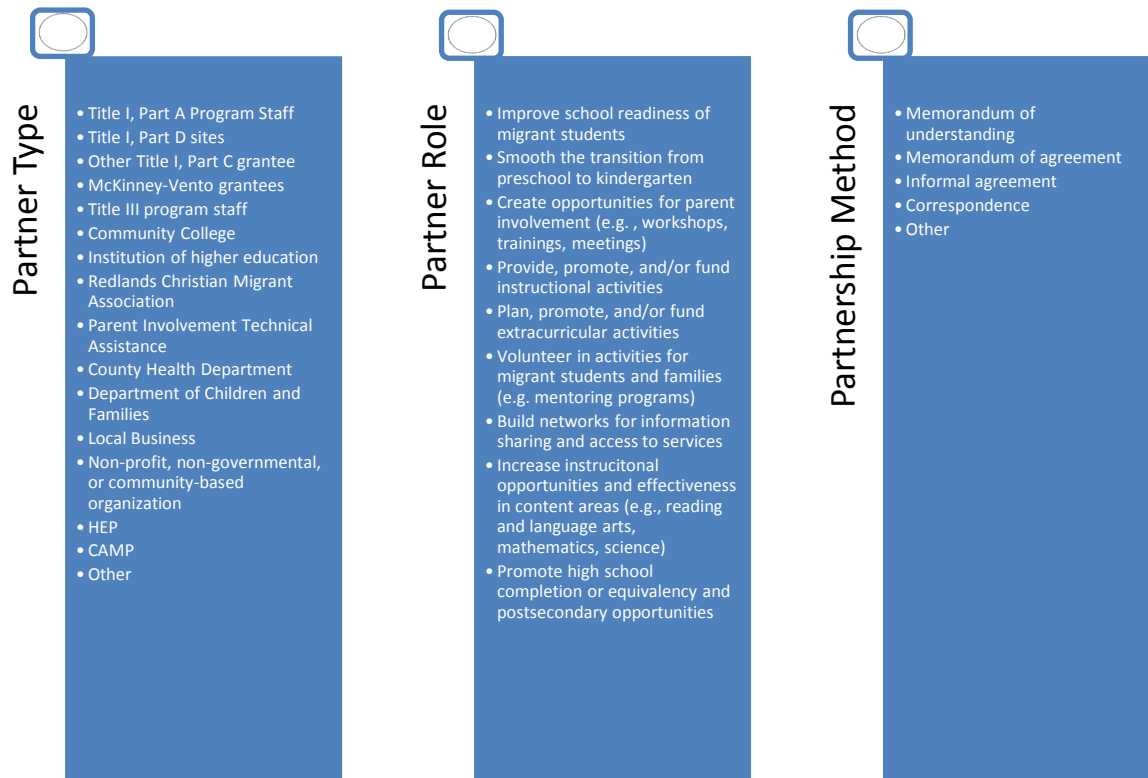 Partner Type
• Title I, Part A Program Staff
• Title I, Part D sites
• Other Title I, Part C grantee
• McKinney-Vento grantees
• Title III program staff
• Community College
• Institution of higher education
• Redlands Christian Migrant
Association
• Parent Involvement Technical
Assistance
• County Health Department
• Department of Children and
Families
• Local Business
• Non-profit, non-governmental,
or community-based
organization
• HEP
• CAMP
• Other
Partner Role
• Improve school readiness of
migrant students
• Smooth the transition from
preschool to kindergarten
• Create opportunities for parent
involvement (e.g. , workshops,
trainings, meetings)
• Provide, promote, and/or fund
instructional activities
• Plan, promote, and/or fund
extracurricular activities
• Volunteer in activities for
migrant students and families
(e.g. mentoring programs)
• Build networks for information
sharing and access to services
• Increase instrucitonal
opportunities and effectiveness
in content areas (e.g., reading
and language arts,
mathematics, science)
• Promote high school
completion or equivalency and
postsecondary opportunities
Partnership Method
• Memorandum of
understanding
• Memorandum of agreement
• Informal agreement
• Correspondence
• Other